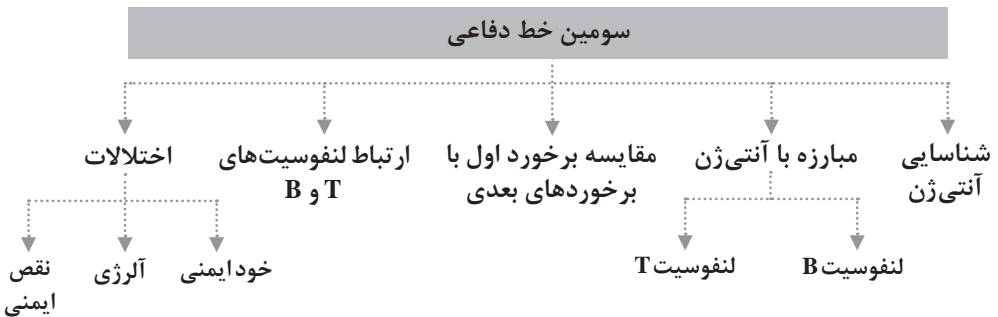 سومین خط دفاعی
شناسایی
آنتی‌ژن
مبارزه با آنتی‌ژن
مقایسه برخورد اول با
برخوردهای بعدی
ارتباط لنفوسیت‌های
T و B
اختلالات
لنفوسیت B
لنفوسیت T
خودایمنی
آلرژی
نقص
ایمنی